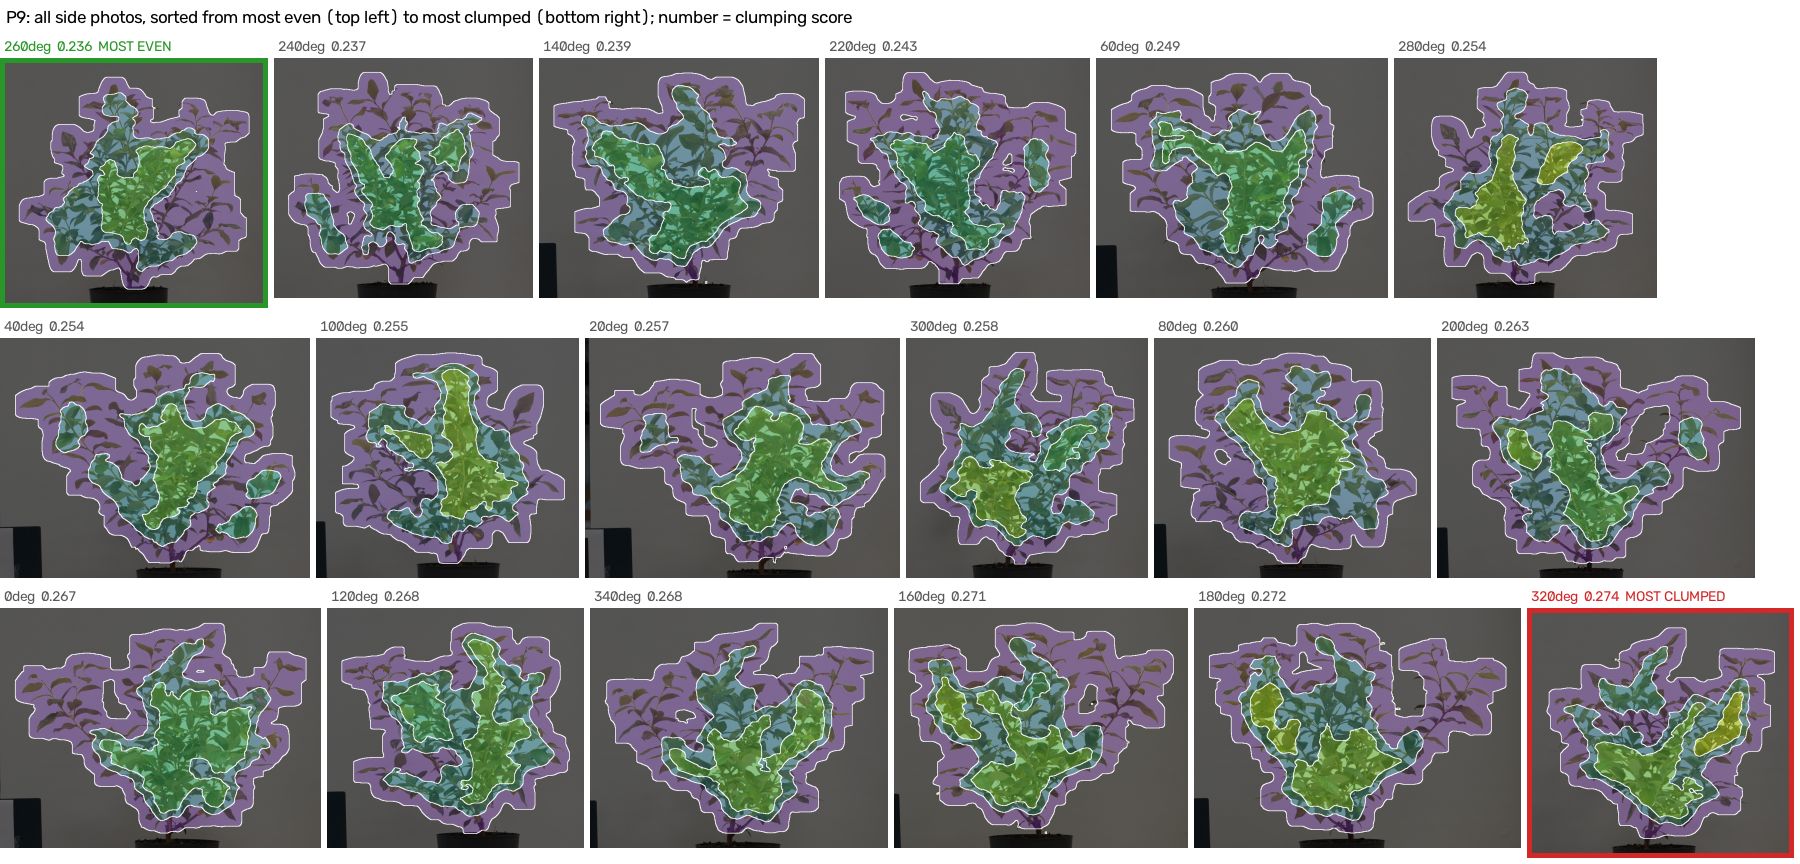 P9: all side photos, sorted from most even (top left) to most clumped (bottom right); number = clumping score
260deg 0.236 MOST EVEN
240deg 0.237
140deg 0.239
220deg 0.243
60deg 0.249
280deg 0.254
40deg 0.254
100deg 0.255
20deg 0.257
300deg 0.258
80deg 0.260
200deg 0.263
0deg 0.267
120deg 0.268
340deg 0.268
160deg 0.271
180deg 0.272
320deg 0.274 MOST CLUMPED